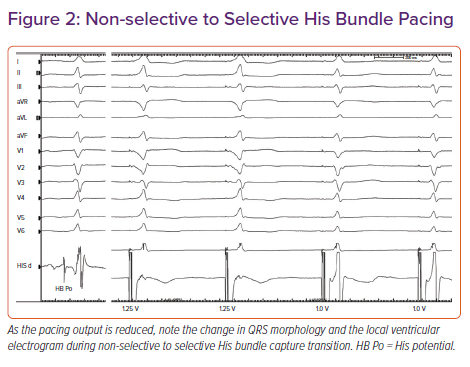 Figure 2: Non-selective to Selective His Bundle Pacing
I
II
III
aVR
aVL
aVF
V1
V2
V3
V4
V5
V6
HIS d
HB Po
1.25 V
1.25 V
1.0 V
1.0 V
As the pacing output is reduced, note the change in QRS morphology and the local ventricular
electrogram during non-selective to selective His bundle capture transition. HB Po = His potential.